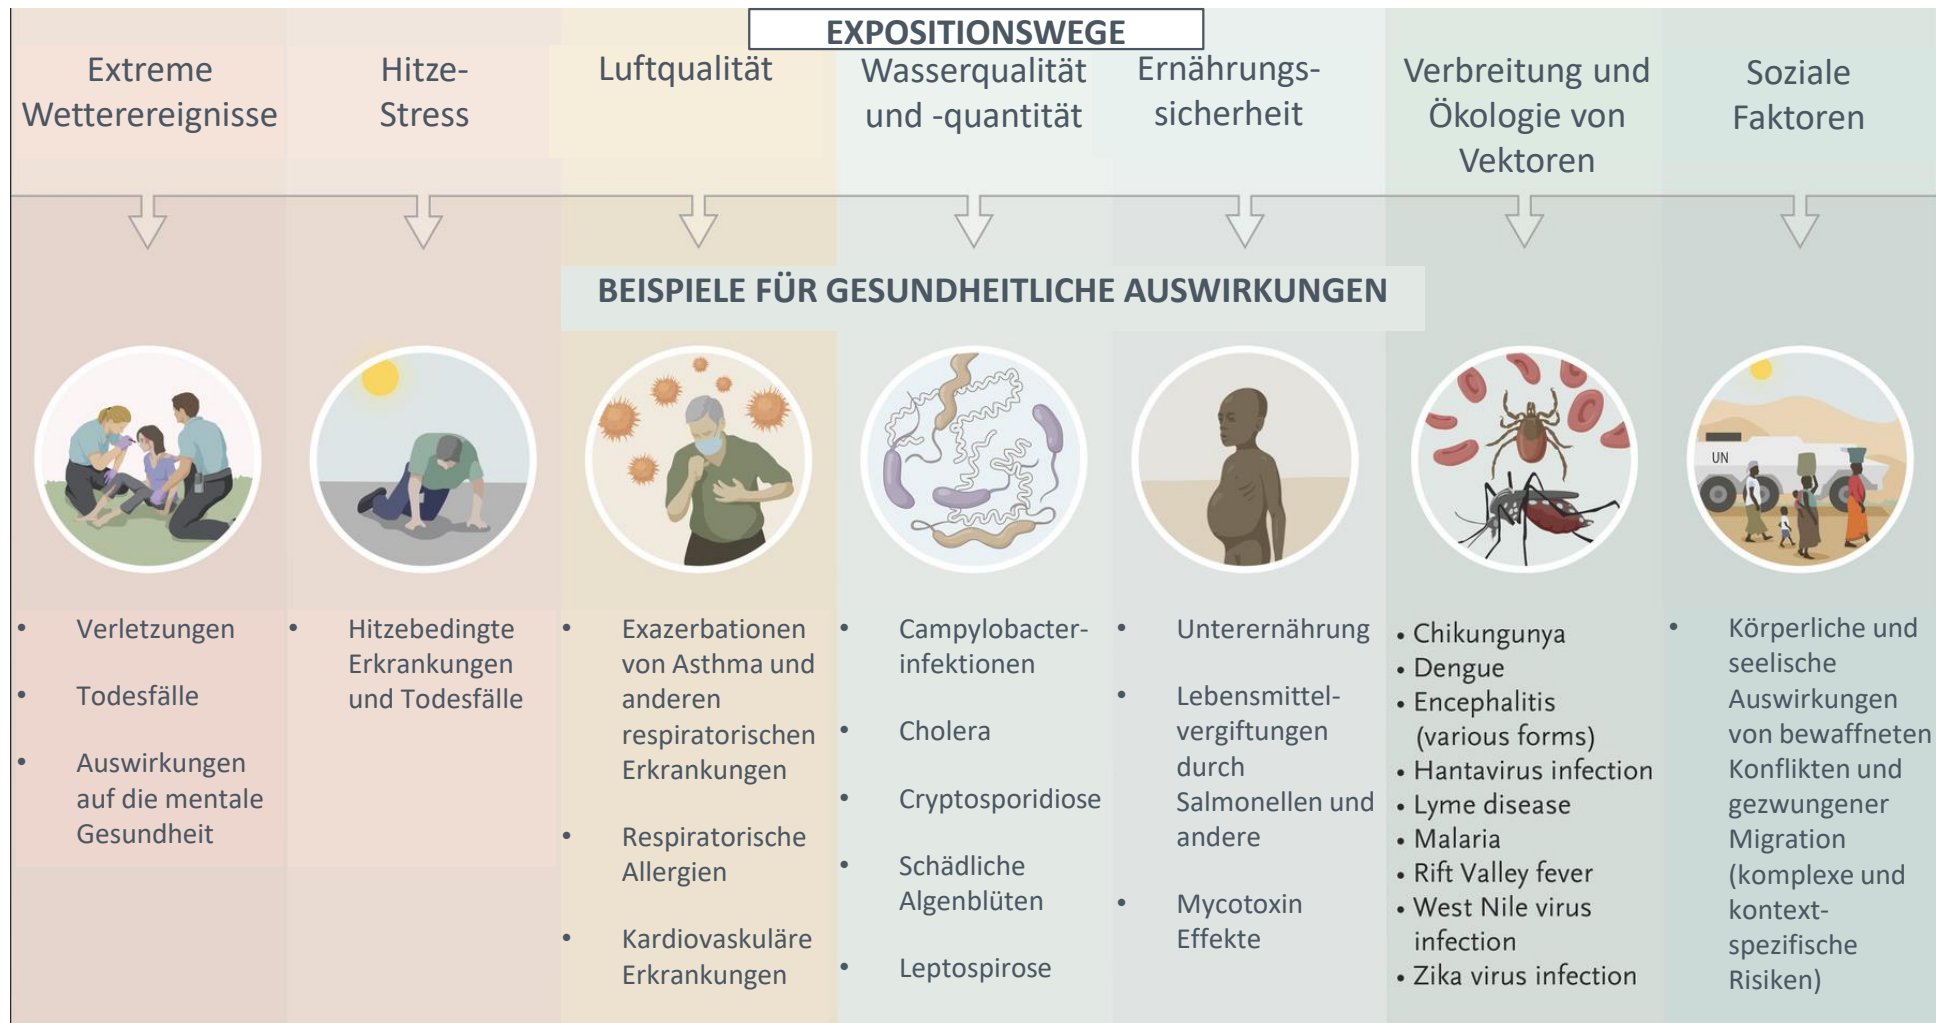 EXPOSITIONSWEGE
Extreme
Wetterereignisse
Hitze-
Stress
Luftqualität
Wasserqualität
und -quantität
Ernährungs-
sicherheit
Verbreitung und
Ökologie von
Vektoren
Soziale
Faktoren
BEISPIELE FÜR GESUNDHEITLICHE AUSWIRKUNGEN
UN
• Verletzungen
• Todesfälle
• Auswirkungen
auf die mentale
Gesundheit
• Hitzebedingte
Erkrankungen
und Todesfälle
• Exazerbationen
von Asthma und
anderen
respiratorischen
Erkrankungen
• Respiratorische
Allergien
• Kardiovaskuläre
Erkrankungen
• Campylobacter-
infektionen
• Cholera
• Cryptosporidiose
• Schädliche
Algenblüten
• Leptospirose
• Unterernährung
• Lebensmittel-
vergiftungen
durch
Salmonellen und
andere
• Mycotoxin
Effekte
• Chikungunya
• Dengue
• Encephalitis
(various forms)
• Hantavirus infection
• Lyme disease
• Malaria
• Rift Valley fever
• West Nile virus
infection
• Zika virus infection
• Körperliche und
seelische
Auswirkungen
von bewaffneten
Konflikten und
gezwungener
Migration
(komplexe und
kontext-
spezifische
Risiken)